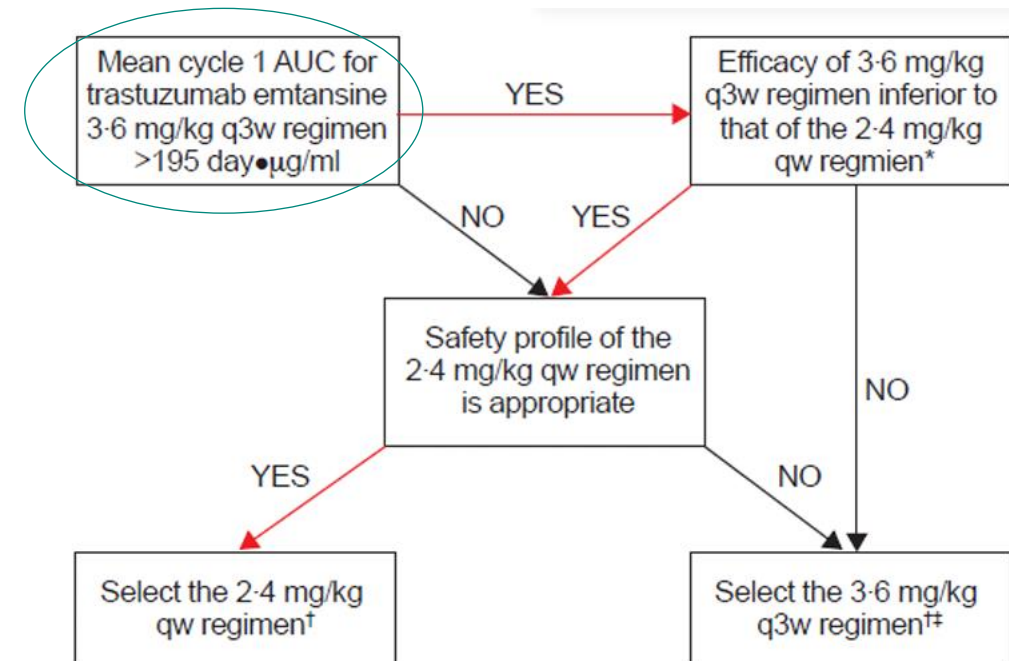 Mean cycle 1 AUC for
trastuzumab emtansine
3·6 mg/kg q3w regimen
>195 day●µg/ml
YES
Efficacy of 3·6 mg/kg
q3w regimen inferior to
that of the 2·4 mg/kg
qw regmien*
NO
YES
Safety profile of the
2·4 mg/kg qw regimen
is appropriate
NO
YES
NO
Select the 2·4 mg/kg
qw regimen†
Select the 3·6 mg/kg
q3w regimen†‡